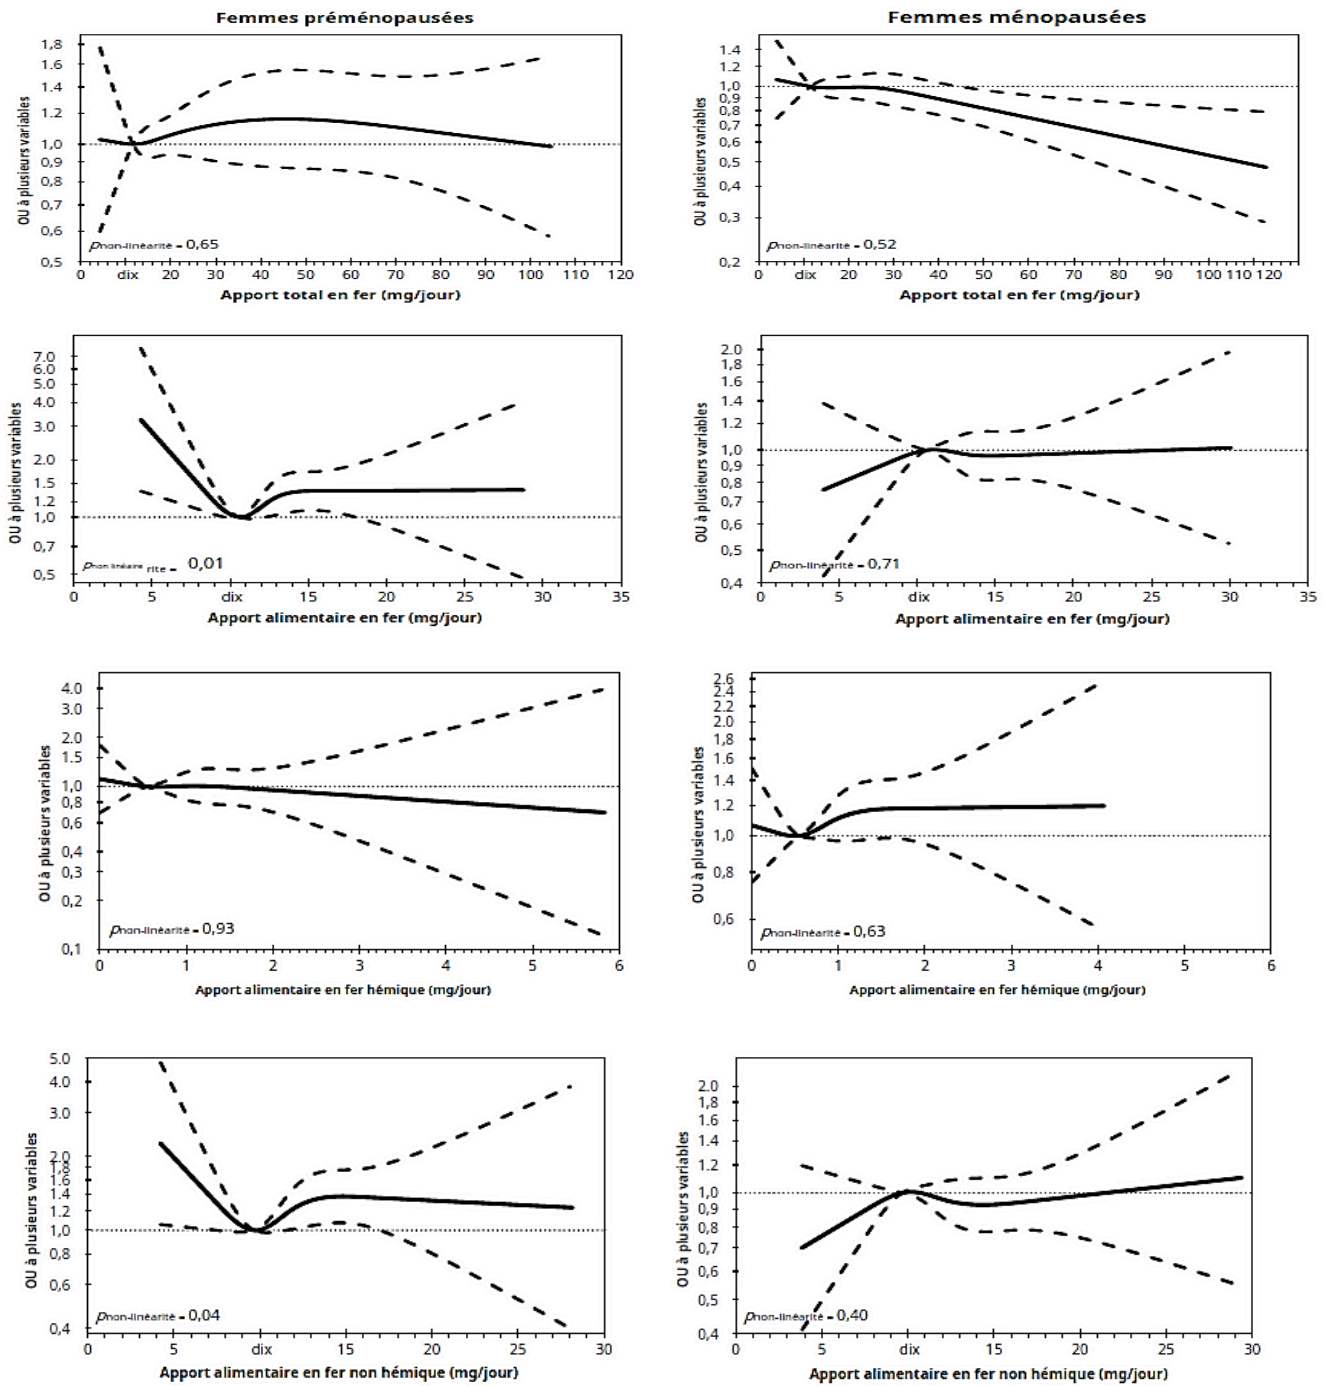 Femmes préménopausées
1,8
1.6
1.4
1.2
1,0
0,9
0,8
0,7
0,6
0,5
OU à plusieurs variables
pnon-linéarité - 0,65
0 dix 20 30 40 50 60 70 80 90 100 110 120
Apport total en fer (mg/jour)
Femmes ménopausées
1.4
1.2
1,0
0,9
0,8
0,7
0,5
0,4
0,3
0,2
OU à plusieurs variables
pnon-linéarité - 0,52
0 dix 20 30 40 50 60 70 80 90 100 110 120
Apport total en fer (mg/jour)
7.0
6.0
5.0
4.0
3.0
2.0
1.5
1.2
1,0
0,7
0,5
OU à plusieurs variables
pnon linéaire rite - 0,01
0 5 dix 15 20 25 30 35
Apport alimentaire en fer (mg/jour)
2.0
1,8
1.6
1.4
1.2
1.0
0,9
0,8
0,7
0,6
0,5
0,4
OU à plusieurs variables
pnon-linéarité - 0,71
0 5 dix 15 20 25 30 35
Apport alimentaire en fer (mg/jour)
4.0
3.0
2.0
1.5
1,0
0,8
0,6
0,4
0,3
0,2
0,1
OU à plusieurs variables
pnon-linéarité - 0,93
0 1 2 3 4 5 6
Apport alimentaire en fer hémique (mg/jour)
2.6
2.4
2.2
2.0
1,8
1.6
1.4
1.2
1,0
0,8
0,6
OU à plusieurs variables
pnon-linéarité - 0,63
0 1 2 3 4 5 6
Apport alimentaire en fer hémique (mg/jour)
5.0
4.0
3.0
2.0
1,8
1.6
1.4
1.2
1,0
0,8
0,6
0,4
OU à plusieurs variables
pnon-linéarité - 0,04
0 5 dix 15 20 25 30
Apport alimentaire en fer non hémique (mg/jour)
2.0
1,8
1.6
1.4
1.2
1,0
0,9
0,8
0,7
0,6
0,5
0,4
OU à plusieurs variables
pnon-linéarité - 0,40
0 5 dix 15 20 25 30
Apport alimentaire en fer non hémique (mg/jour)